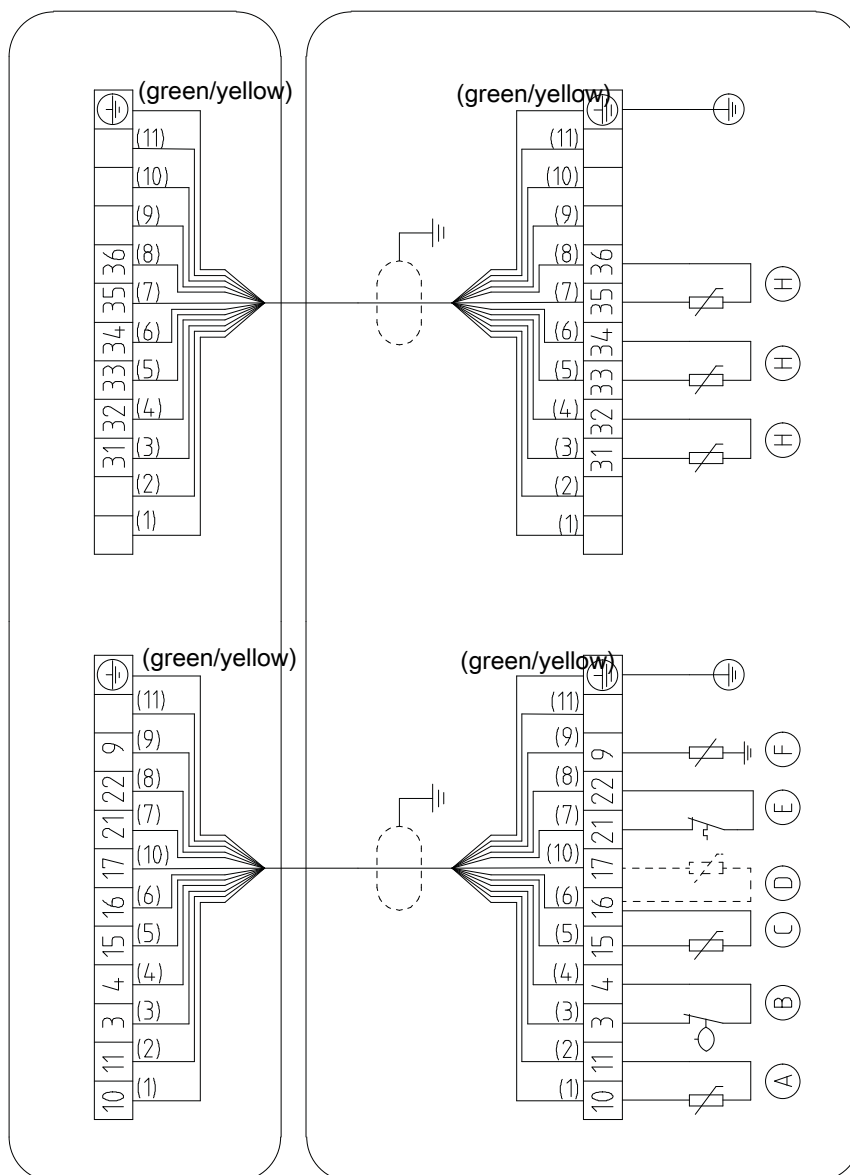 (green/yellow)
(11)
(10)
(9)
36 (8)
35 (7)
34 (6)
33 (5)
32 (4)
31 (3)
(2)
(1)
(green/yellow)
(11)
(10)
(9)
(8) 36
(7) 35 H
(6) 34
(5) 33 H
(4) 32
(3) 31 H
(2)
(1)
(green/yellow)
(11)
9 (9)
22 (8)
21 (7)
17 (10)
16 (6)
15 (5)
4 (4)
3 (3)
11 (2)
10 (1)
(green/yellow)
(11)
(9) 9 F
(8) 22
(7) 21 E
(10) 17
(6) 16 D
(5) 15 C
(4) 4
(3) 3 B
(2) 11
(1) 10 A